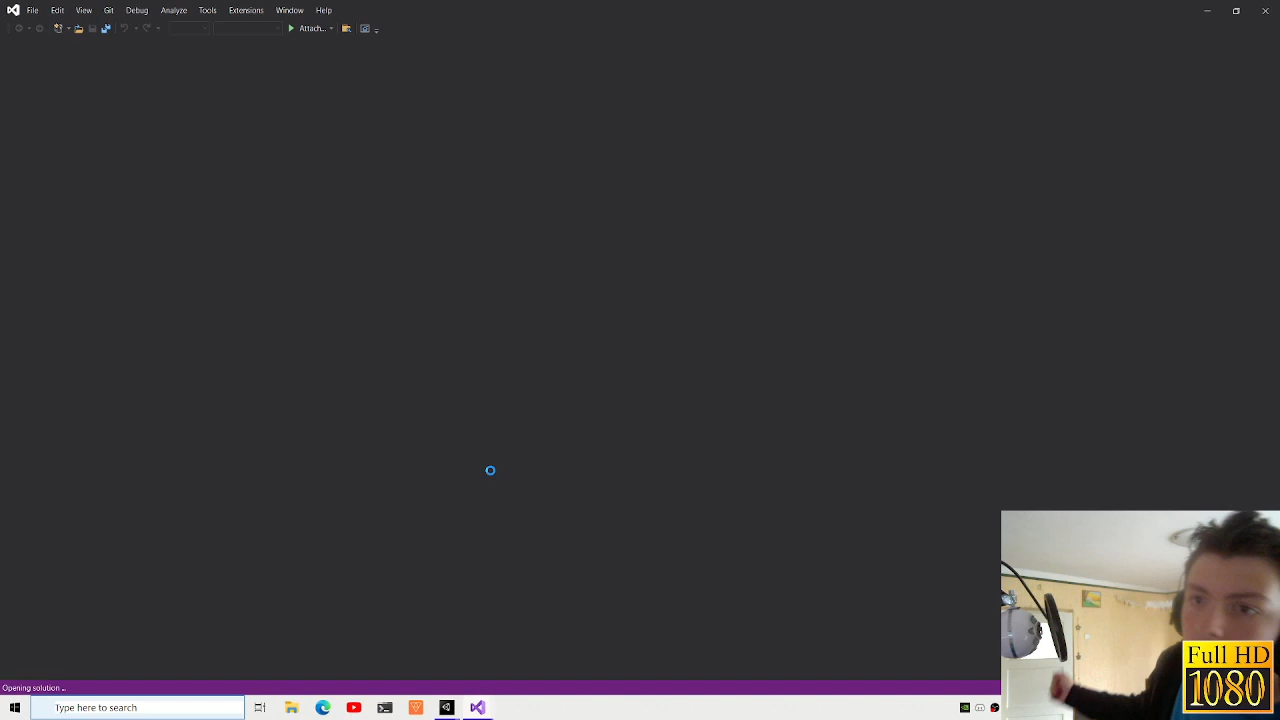 File Edit View Git Debug Analyze Tools Extensions Window Help
Attach...
Opening solution ...
Type here to search
Full HD
1080